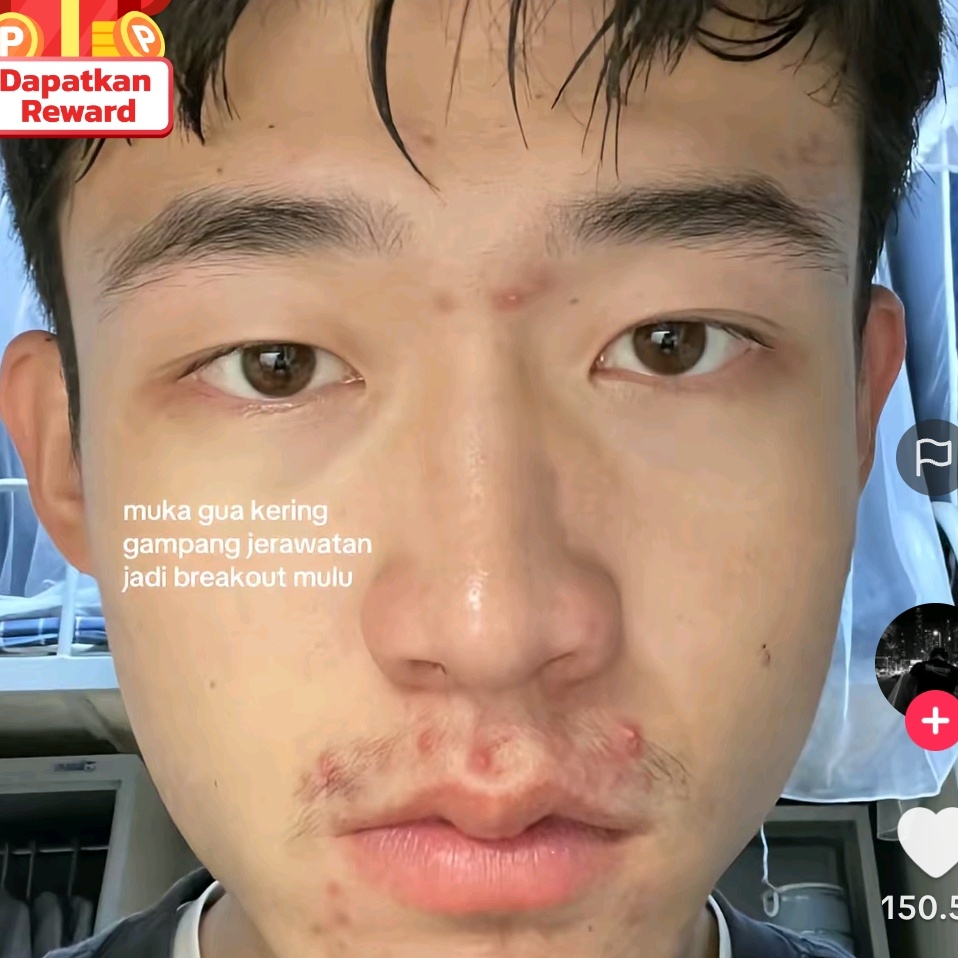 Dapatkan
Reward
muka gua kering
gampang jerawatan
jadi breakout mulu
150.5